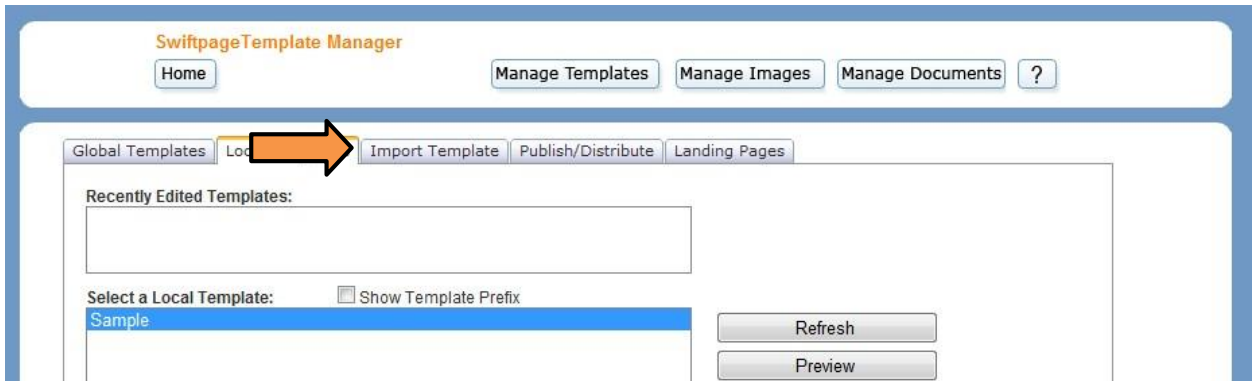 SwiftpageTemplate Manager
Home Manage Templates Manage Images Manage Documents ?
Global Templates Import Template Publish/Distribute Landing Pages
Recently Edited Templates:
Select a Local Template: Show Template Prefix
Sample
Refresh
Preview